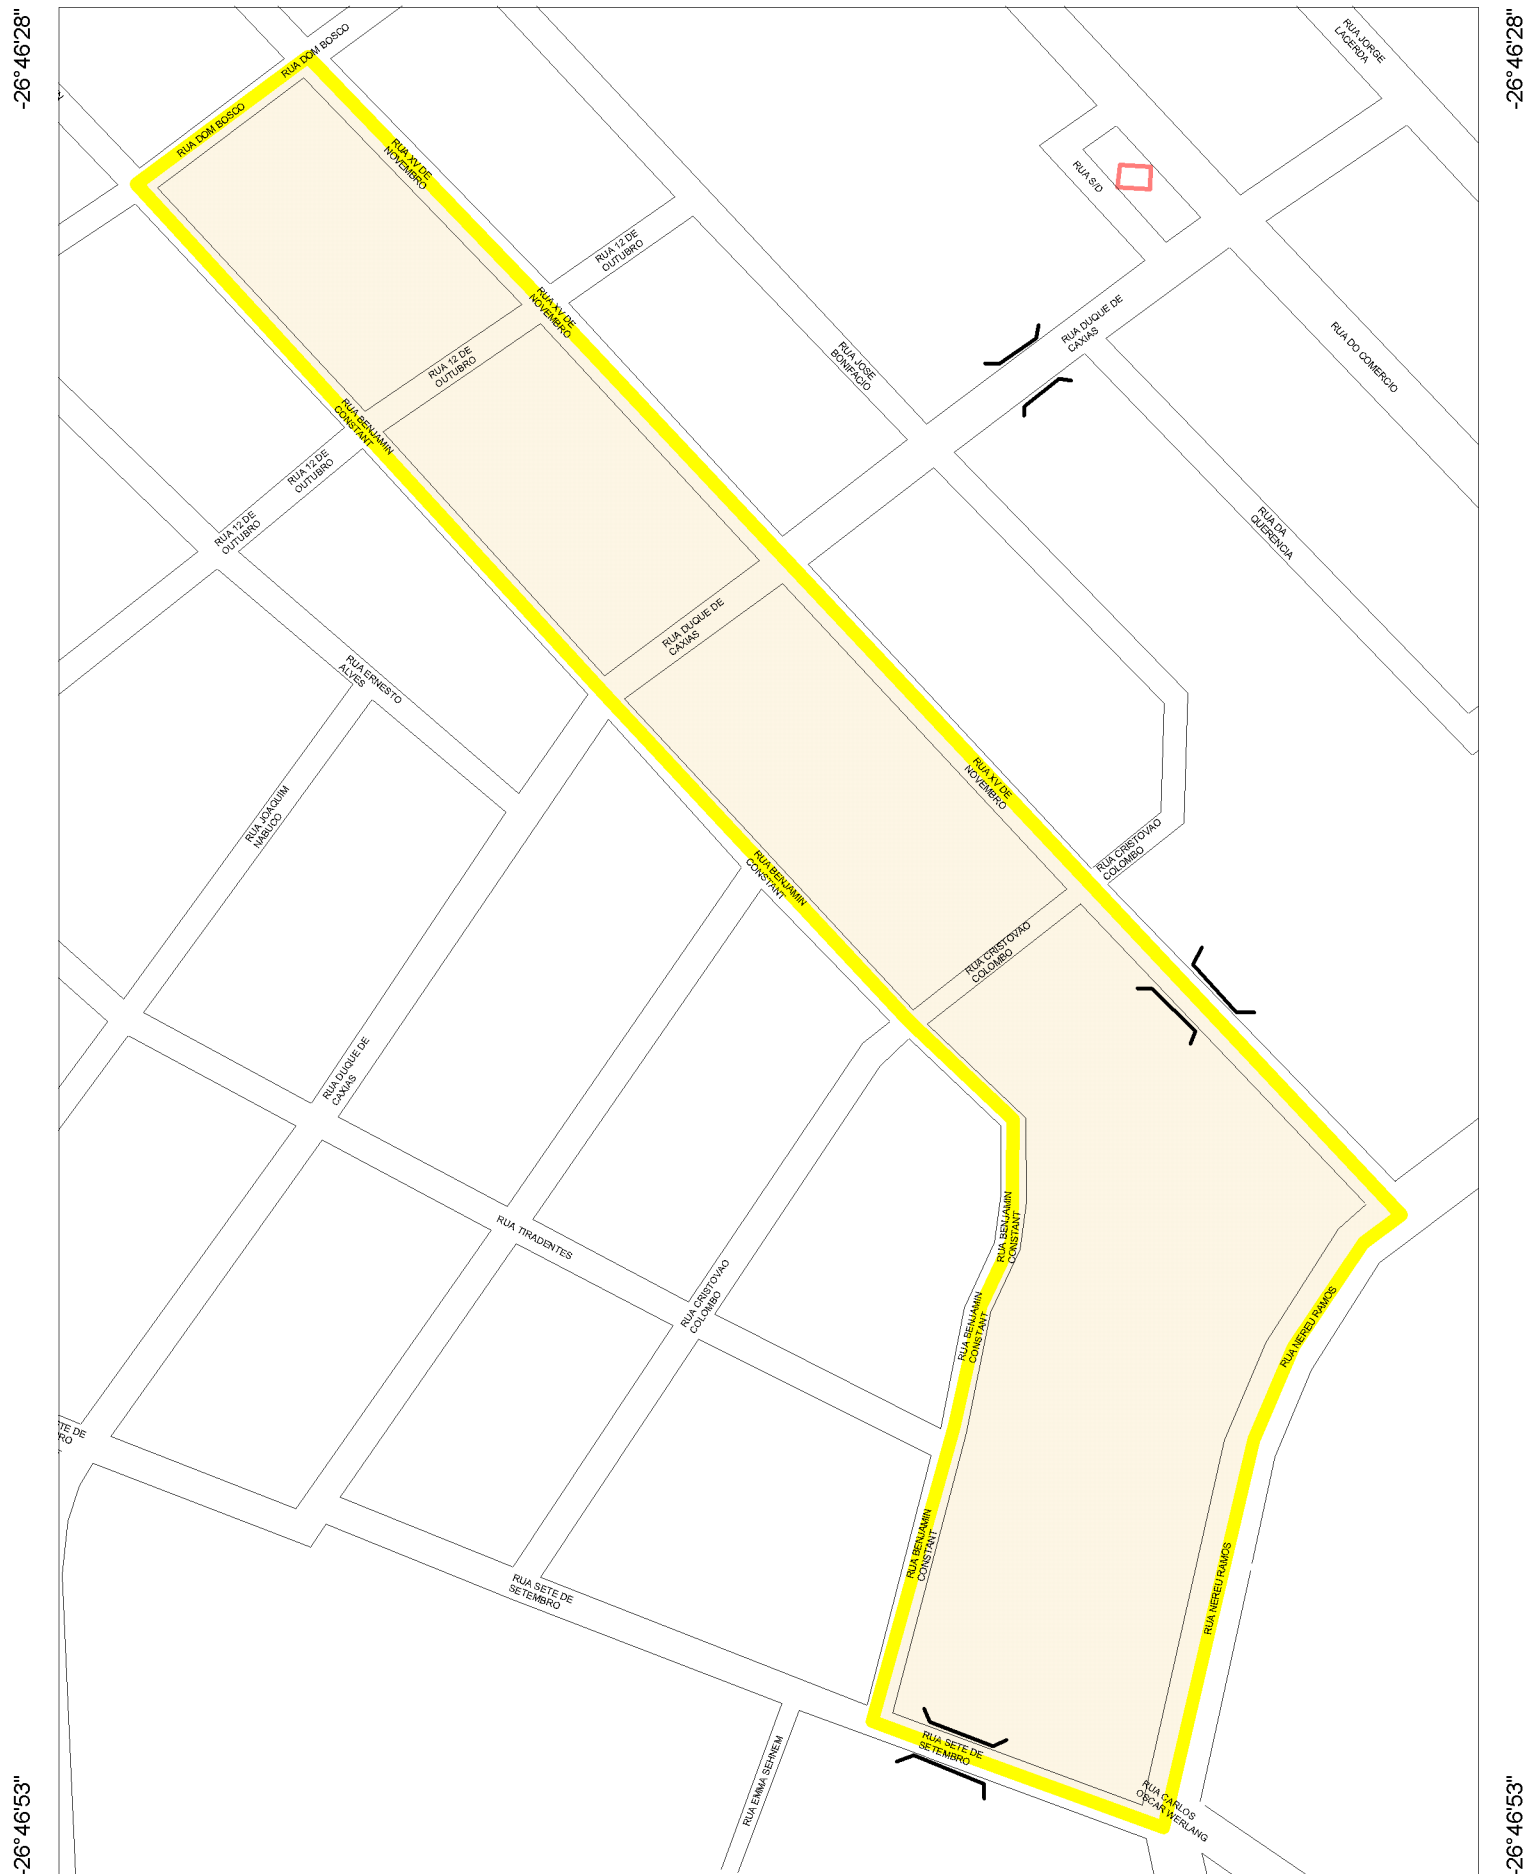 -26°46'28"
-26°46'28"
RUA DOM BOSCO
RUA JORGE
LACERDA
RUA DOM BOSCO
RUA XV DE
NOVEMBRO
RUA S/D
RUA 12 DE
OUTUBRO
RUA XV DE
NOVEMBRO
RUA DUQUE DE
CAXIAS
RUA DO COMERCIO
RUA JOSE
BONIFACIO
RUA 12 DE
OUTUBRO
RUA BENJAMIN
CONSTANT
RUA 12 DE
OUTUBRO
RUA 12 DE
OUTUBRO
RUA DA
QUERENCIA
RUA DUQUE DE
CAXIAS
RUA ERNESTO
ALVES
RUA XV DE
NOVEMBRO
RUA JOAQUIM
NABUCO
RUA CRISTOVAO
COLOMBO
RUA BENJAMIN
CONSTANT
RUA CRISTOVAO
COLOMBO
RUA DUQUE DE
CAXIAS
RUA TIRADENTES
RUA BENJAMIN
CONSTANT
RUA CRISTOVAO
COLOMBO
RUA BENJAMIN
CONSTANT
RUA NEREU RAMOS
TE DE
RO
RUA BENJAMIN
CONSTANT
RUA SETE DE
SETEMBRO
RUA NEREU RAMOS
RUA SETE DE
SETEMBRO
RUA EMMA SEHNEM
RUA CARLOS
OSCAR WERLANG
-26°46'53"
-26°46'53"